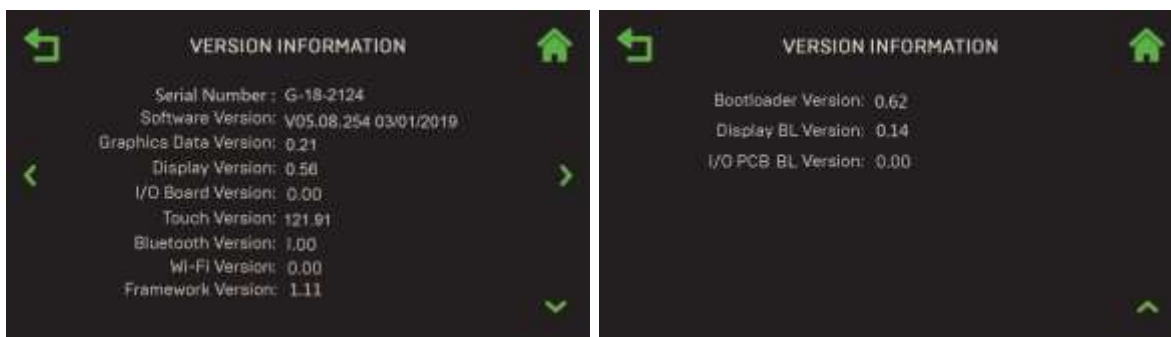 VERSION INFORMATION
Serial Number : G-18-2124
Software Version: V05.08.254 03/01/2019
Graphics Data Version: 0.21
Display Version: 0.56
I/O Board Version: 0.00
Touch Version: 121.91
Bluetooth Version: 1.00
Wi-Fi Version: 0.00
Framework Version: 1.11
VERSION INFORMATION
Bootloader Version: 0.62
Display BL Version: 0.14
I/O PCB BL Version: 0.00